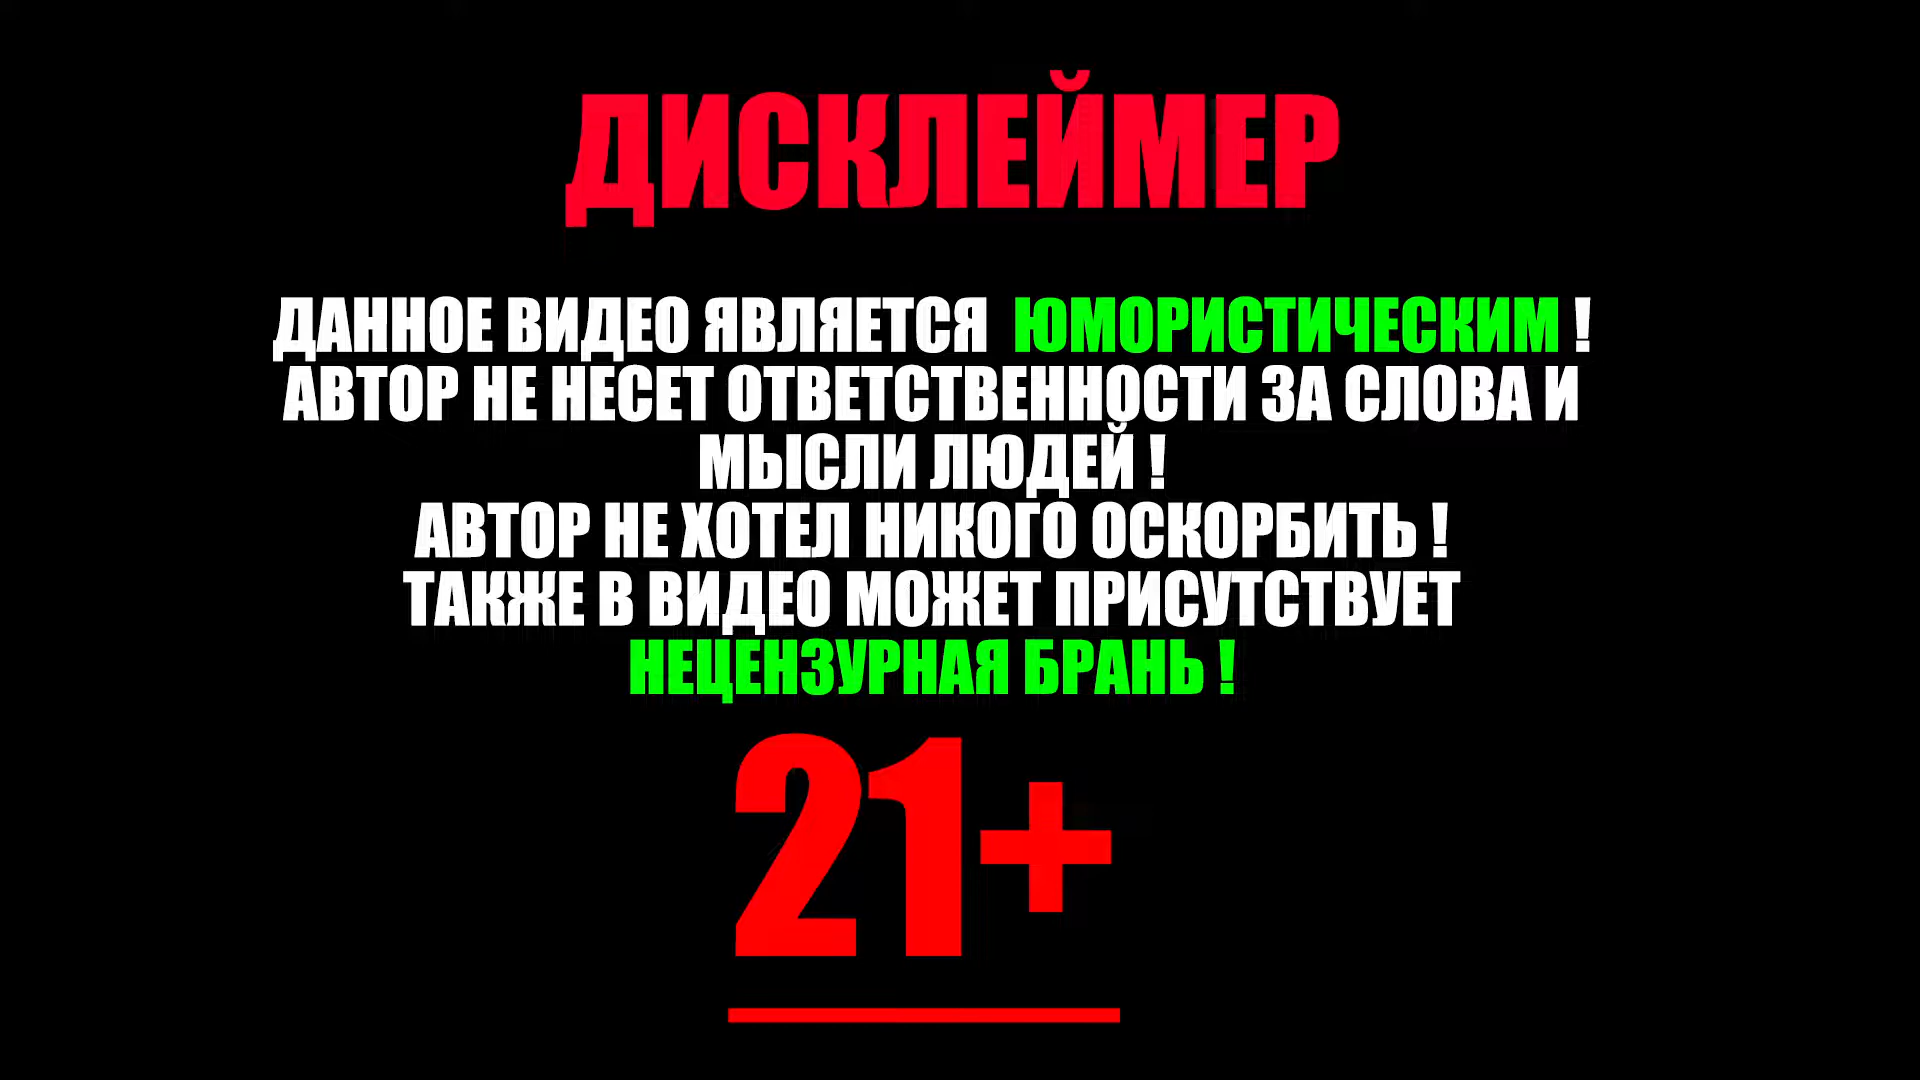 ДИСКЛЕЙМЕР
ДАННОЕ ВИДЕО ЯВЛЯЕТСЯ ЮМОРИСТИЧЕСКИМ !
АВТОР НЕ НЕСЕТ ОТВЕТСТВЕННОСТИ ЗА СЛОВА И
МЫСЛИ ЛЮДЕЙ !
АВТОР НЕ ХОТЕЛ НИКОГО ОСКОРБИТЬ !
ТАКЖЕ В ВИДЕО МОЖЕТ ПРИСУТСТВУЕТ
НЕЦЕНЗУРНАЯ БРАНЬ !
21+